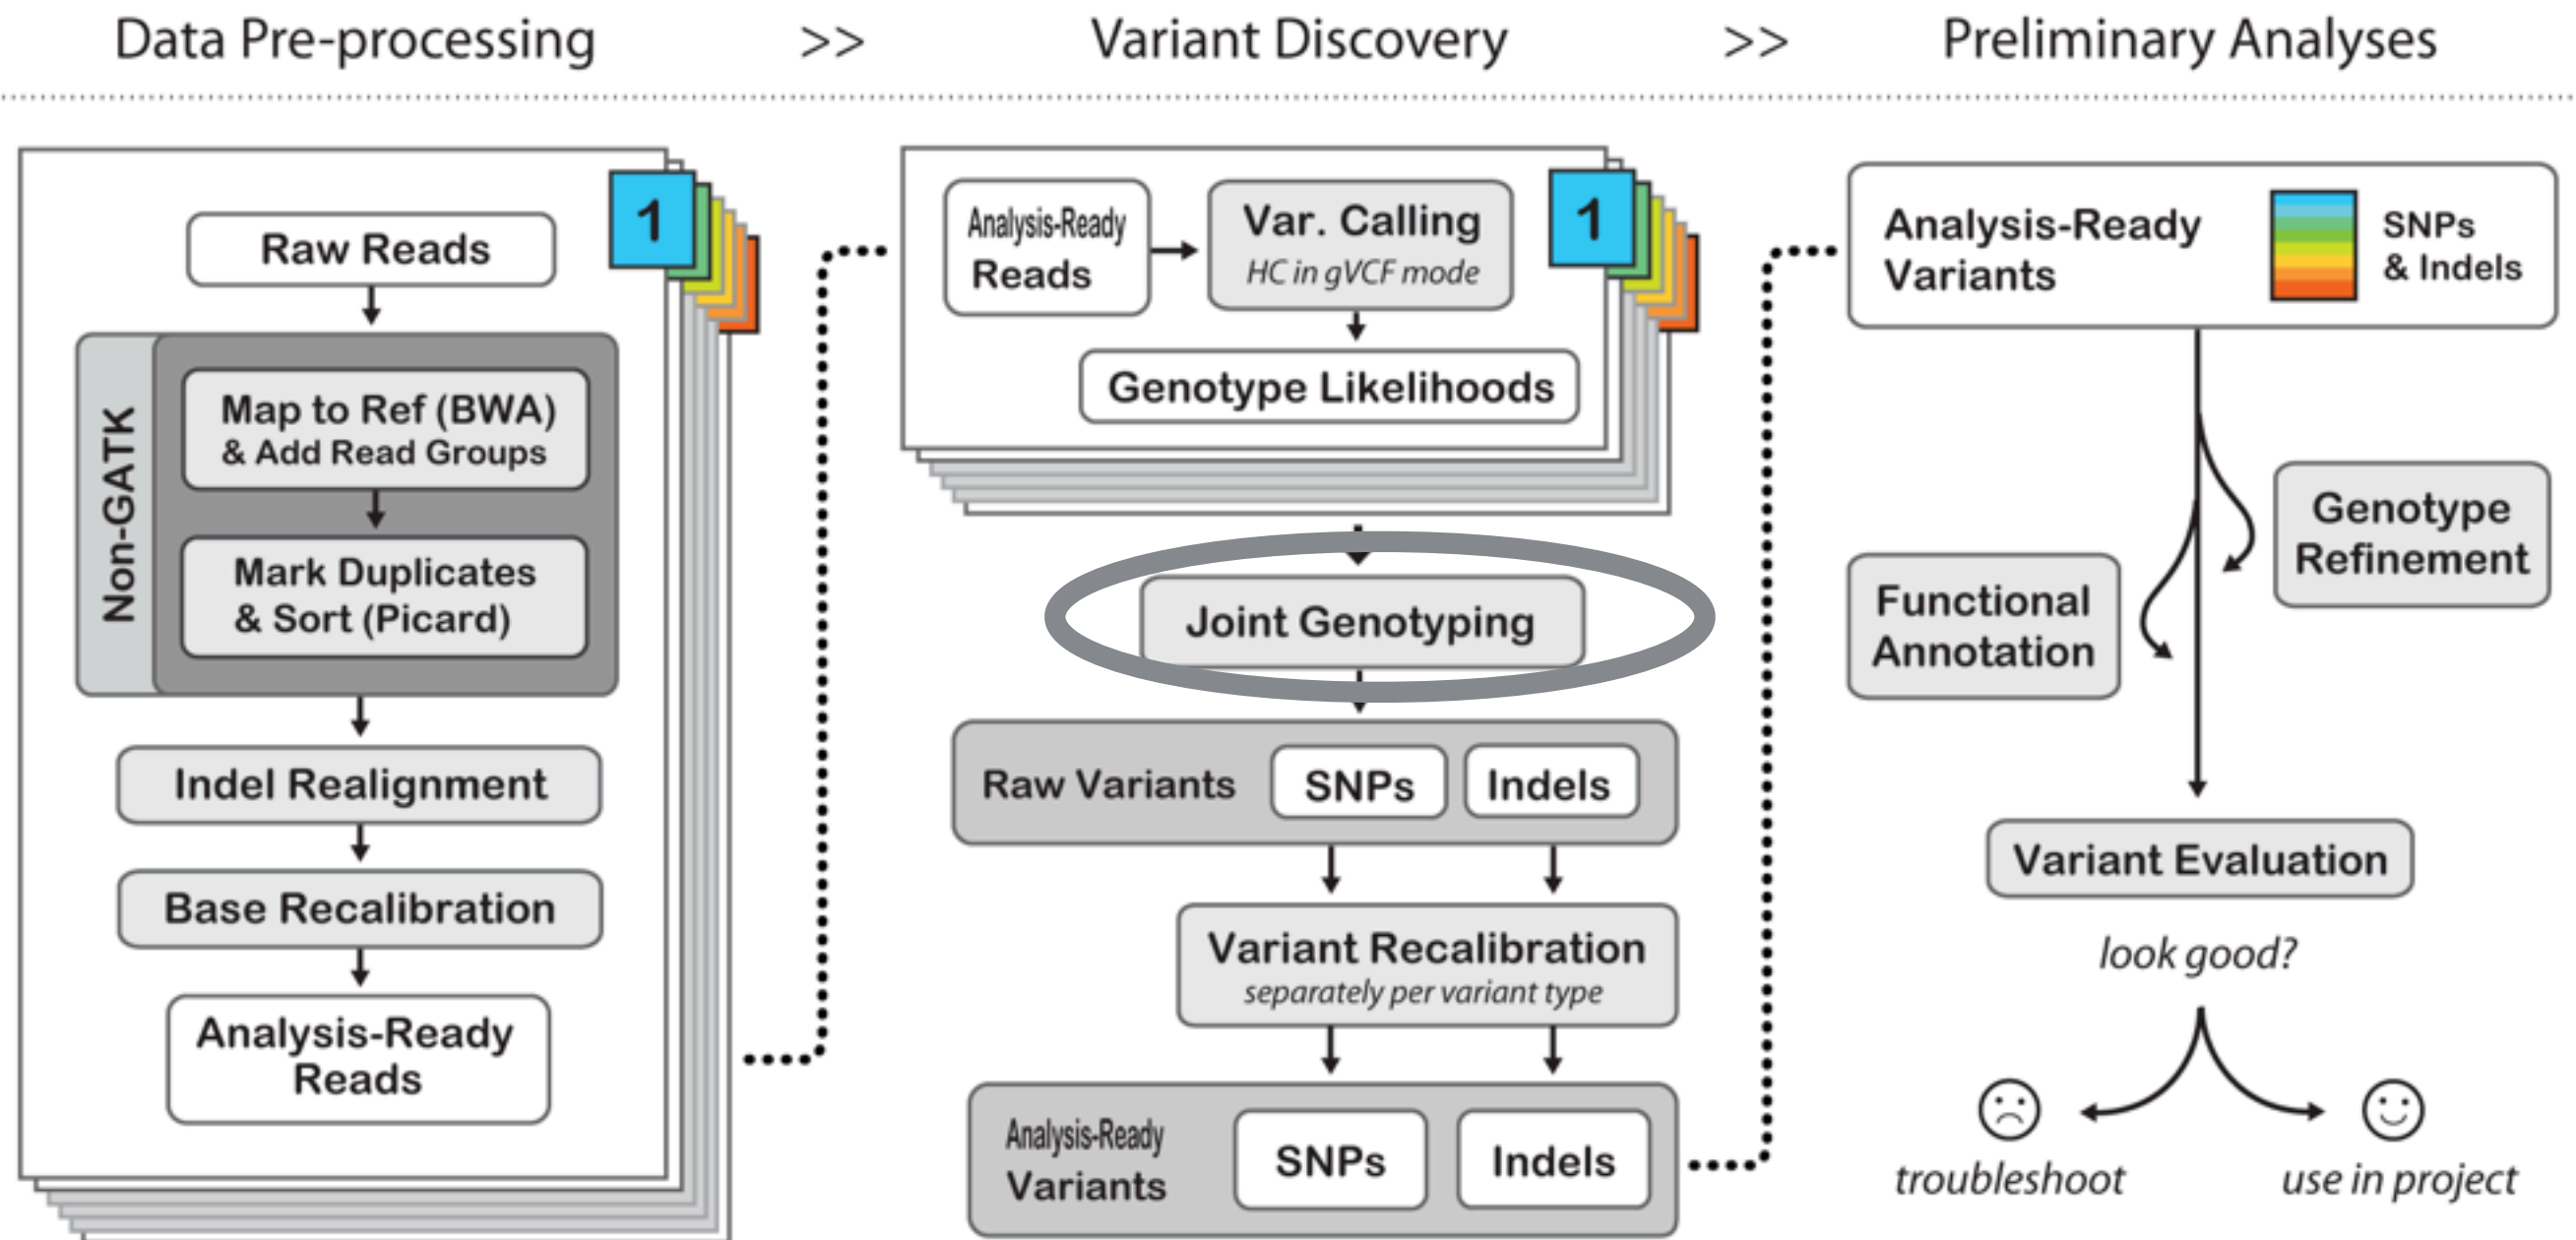 Data Pre-processing >> Variant Discovery >> Preliminary Analyses
1
Raw Reads
Non-GATK
Map to Ref (BWA)
& Add Read Groups
Mark Duplicates
& Sort (Picard)
Indel Realignment
Base Recalibration
Analysis-Ready
Reads
1
Analysis-Ready
Reads
Var. Calling
HC in gVCF mode
Genotype Likelihoods
Joint Genotyping
Raw Variants
SNPs
Indels
Variant Recalibration
separately per variant type
Analysis-Ready
Variants
SNPs
Indels
Analysis-Ready
Variants
SNPs
& Indels
Genotype
Refinement
Functional
Annotation
Variant Evaluation
look good?
troubleshoot
use in project